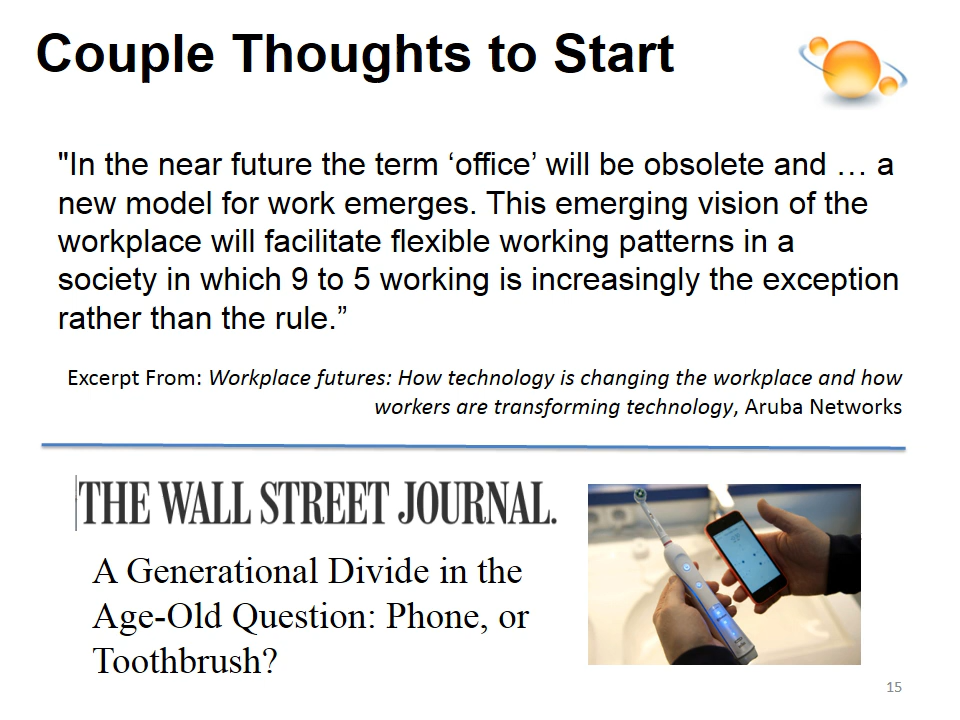 Couple Thoughts to Start
"In the near future the term ‘office’ will be obsolete and … a
new model for work emerges. This emerging vision of the
workplace will facilitate flexible working patterns in a
society in which 9 to 5 working is increasingly the exception
rather than the rule.”
Excerpt From: Workplace futures: How technology is changing the workplace and how
workers are transforming technology, Aruba Networks
THE WALL STREET JOURNAL.
A Generational Divide in the
Age-Old Question: Phone, or
Toothbrush?
15